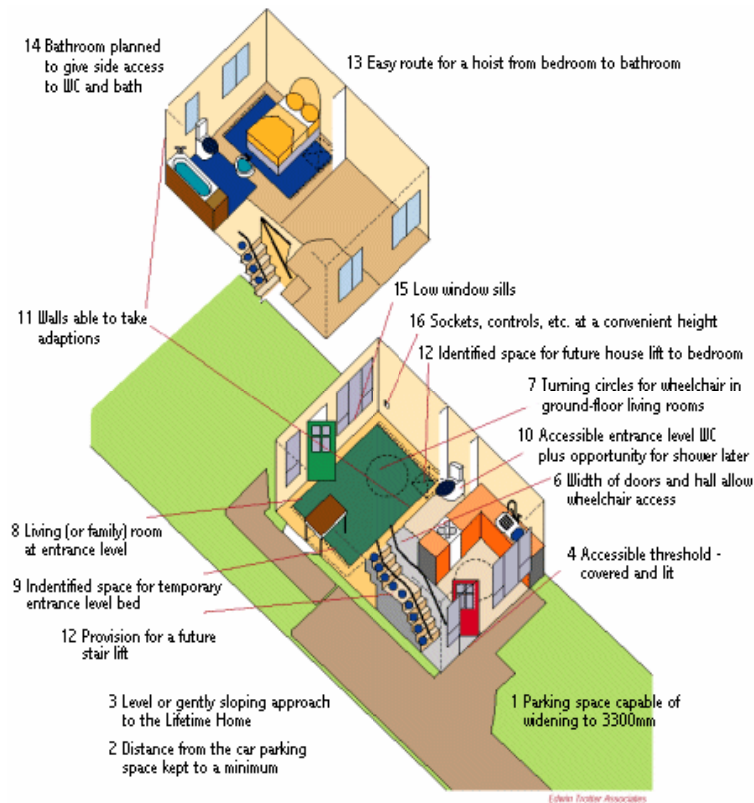 14 Bathroom planned
to give side access
to WC and bath
13 Easy route for a hoist from bedroom to bathroom
15 Low window sills
11 Walls able to take
adaptions
16 Sockets, controls, etc. at a convenient height
12 Identified space for future house lift to bedroom
7 Turning circles for wheelchair in
ground-floor living rooms
10 Accessible entrance level WC
plus opportunity for shower later
6 Width of doors and hall allow
wheelchair access
8 Living (or family) room
at entrance level
4 Accessible threshold -
covered and lit
9 Indentified space for temporary
entrance level bed
12 Provision for a future
stair lift
3 Level or gently sloping approach
to the Lifetime Home
1 Parking space capable of
widening to 3300mm
2 Distance from the car parking
space kept to a minimum
Edwin Trotter Associates